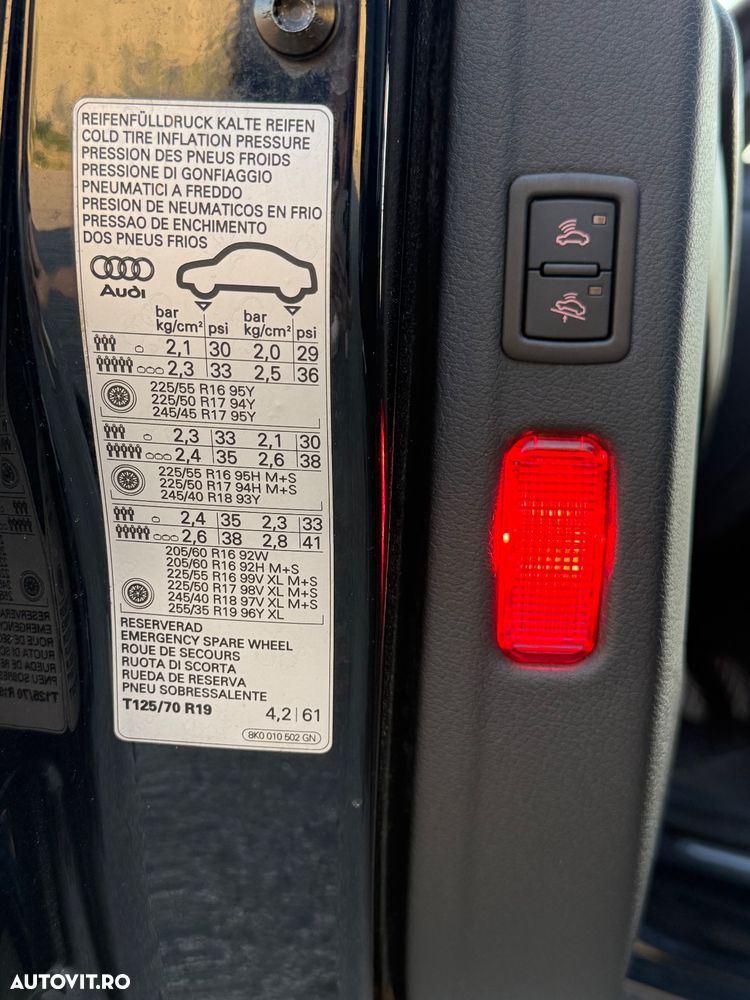 REIFENFÜLLDRUCK KALTE REIFEN
COLD TIRE INFLATION PRESSURE
PRESSION DES PNEUS FROIDS
PRESSIONE DI GONFIAGGIO
PNEUMATICI A FREDDO
PRESION DE NEUMATICOS EN FRIO
PRESSAO DE ENCHIMENTO
DOS PNEUS FRIOS
Audi
bar kg/cm² psi bar kg/cm² psi
2,1 30 2,0 29
2,3 33 2,5 36
225/55 R16 95Y
225/50 R17 94Y
245/45 R17 95Y
2,3 33 2,1 30
2,4 35 2,6 38
225/55 R16 95H M+S
225/50 R17 94H M+S
245/40 R18 93Y
2,4 35 2,3 33
2,6 38 2,8 41
205/60 R16 92W
205/60 R16 92H M+S
225/55 R16 99V XL M+S
225/50 R17 98V XL M+S
245/40 R18 97V XL M+S
255/35 R19 96Y XL
RESERVERAD
EMERGENCY SPARE WHEEL
ROUE DE SECOURS
RUOTA DI SCORTA
RUEDA DE RESERVA
PNEU SOBRESSALENTE
T125/70 R19 4,2 61
8K0 010 502 GN
AUTOVIT.RO